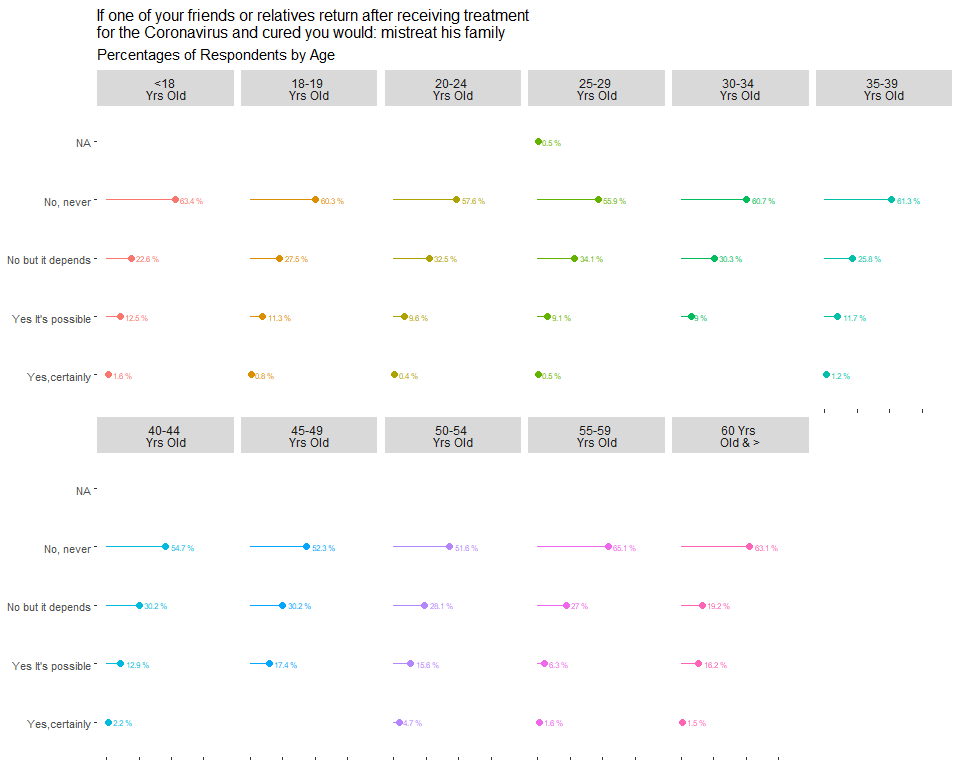 If one of your friends or relatives return after receiving treatment
for the Coronavirus and cured you would: mistreat his family
Percentages of Respondents by Age
<18
Yrs Old
18-19
Yrs Old
20-24
Yrs Old
25-29
Yrs Old
30-34
Yrs Old
35-39
Yrs Old
NA
0.5 %
No, never
63.4 %
60.3 %
57.6 %
55.9 %
60.7 %
61.3 %
No but it depends
22.6 %
27.5 %
32.5 %
34.1 %
30.3 %
25.8 %
Yes It's possible
12.5 %
11.3 %
9.6 %
9.1 %
9 %
11.7 %
Yes,certainly
1.6 %
0.8 %
0.4 %
0.5 %
1.2 %
40-44
Yrs Old
45-49
Yrs Old
50-54
Yrs Old
55-59
Yrs Old
60 Yrs
Old & >
NA
No, never
54.7 %
52.3 %
51.6 %
65.1 %
63.1 %
No but it depends
30.2 %
30.2 %
28.1 %
27 %
19.2 %
Yes It's possible
12.9 %
17.4 %
15.6 %
6.3 %
16.2 %
Yes,certainly
2.2 %
4.7 %
1.6 %
1.5 %